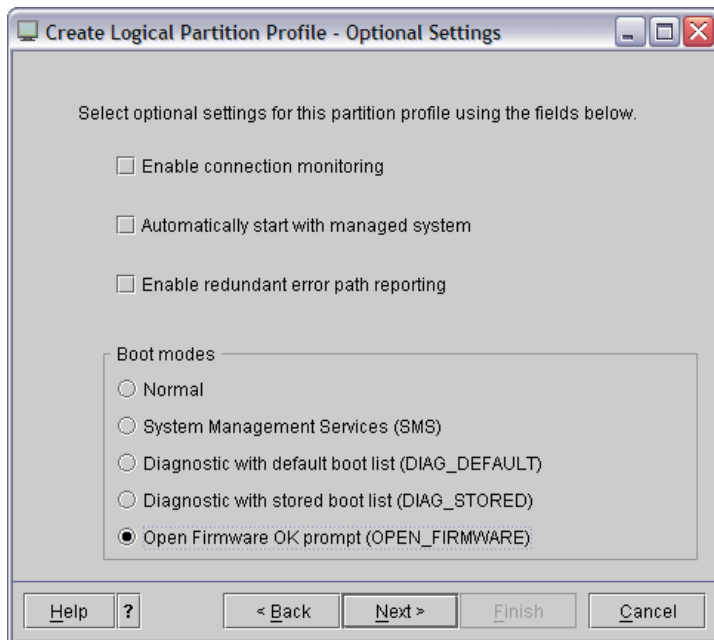 Create Logical Partition Profile - Optional Settings
Select optional settings for this partition profile using the fields below.
Enable connection monitoring
Automatically start with managed system
Enable redundant error path reporting
Boot modes
Normal
System Management Services (SMS)
Diagnostic with default boot list (DIAG_DEFAULT)
Diagnostic with stored boot list (DIAG_STORED)
Open Firmware OK prompt (OPEN_FIRMWARE)
Help ? < Back Next > Finish Cancel